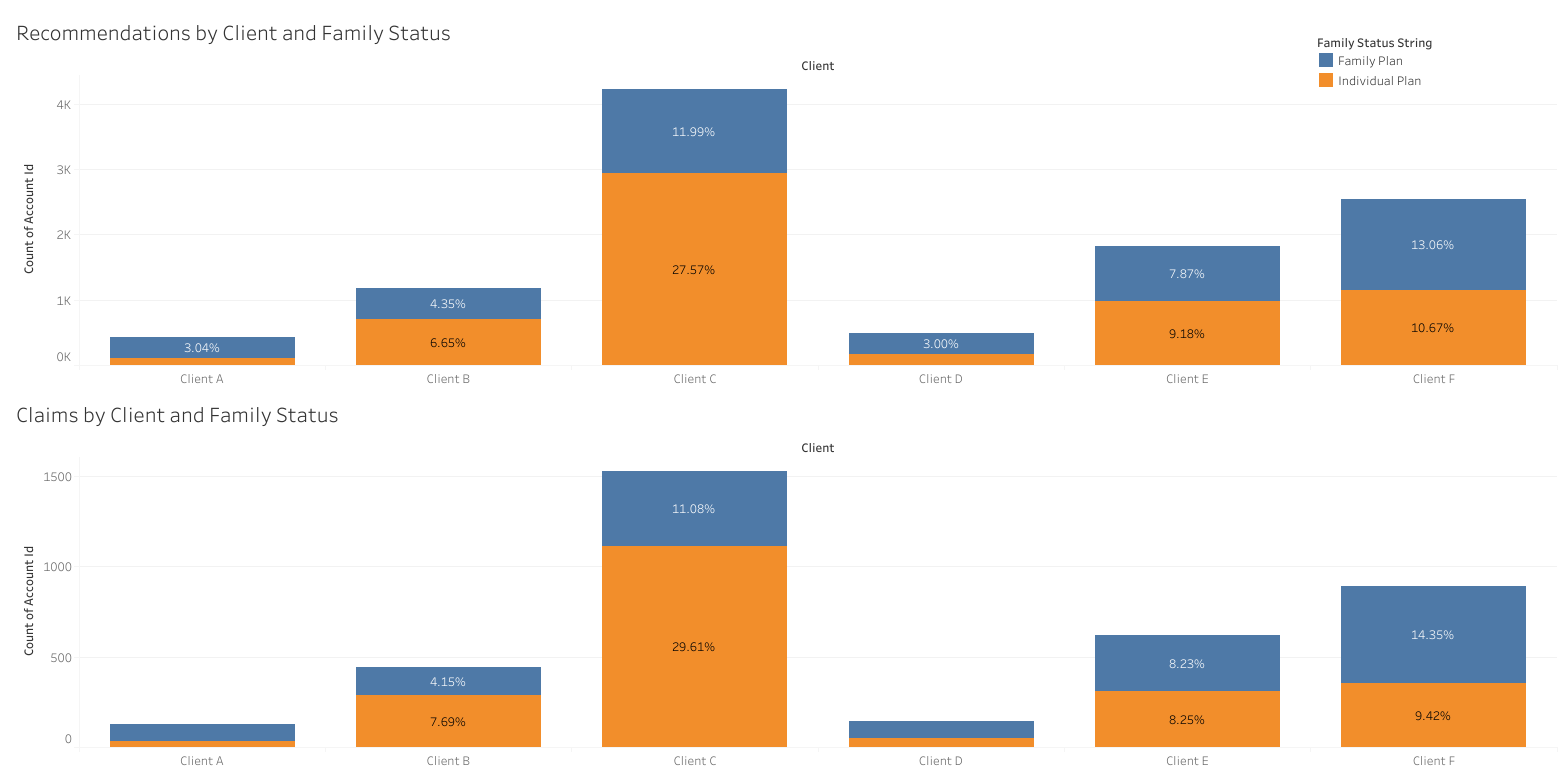 Recommendations by Client and Family Status
Family Status String
Family Plan
Individual Plan
Client
Count of Account Id
4K
3K
2K
1K
0K
11.99%
27.57%
13.06%
10.67%
7.87%
9.18%
4.35%
6.65%
3.04%
3.00%
Client A
Client B
Client C
Client D
Client E
Client F
Claims by Client and Family Status
Client
Count of Account Id
1500
1000
500
0
11.08%
29.61%
14.35%
9.42%
8.23%
8.25%
4.15%
7.69%
Client A
Client B
Client C
Client D
Client E
Client F